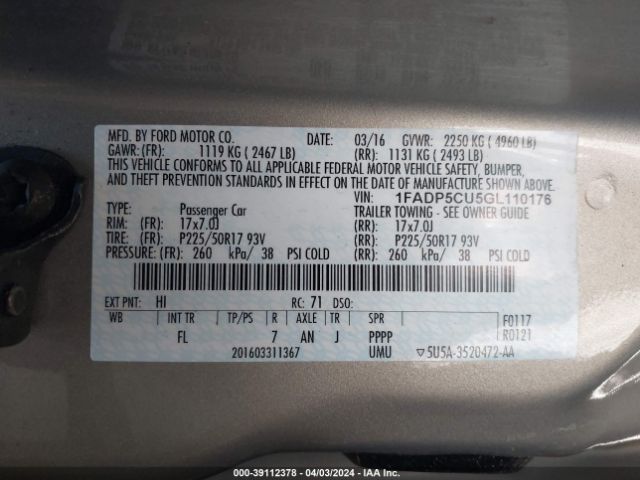 MFD. BY FORD MOTOR CO. DATE: 03/16 GVWR: 2250 KG ( 4960 LB)
GAWR: (FR): 1119 KG ( 2467 LB) (RR): 1131 KG ( 2493 LB)
THIS VEHICLE CONFORMS TO ALL APPLICABLE FEDERAL MOTOR VEHICLE SAFETY, BUMPER,
AND THEFT PREVENTION STANDARDS IN EFFECT ON THE DATE OF MANUFACTURE SHOWN ABOVE.
VIN: 1FADP5CU5GL110176
TYPE: Passenger Car TRAILER TOWING - SEE OWNER GUIDE
RIM: (FR): 17x7.0J (RR): 17x7.0J
TIRE: (FR): P225/50R17 93V (RR): P225/50R17 93V
PRESSURE: (FR): 260 kPa/ 38 PSI COLD (RR): 260 kPa/ 38 PSI COLD
EXT PNT: HI RC: 71 DSO:
WB INT TR TP/PS R AXLE TR SPR F0117
FL 7 AN J PPPP R0121
201603311367 UMU ▽5U5A-3520472-AA
000-39112378 - 04/03/2024 - IAAI.COM